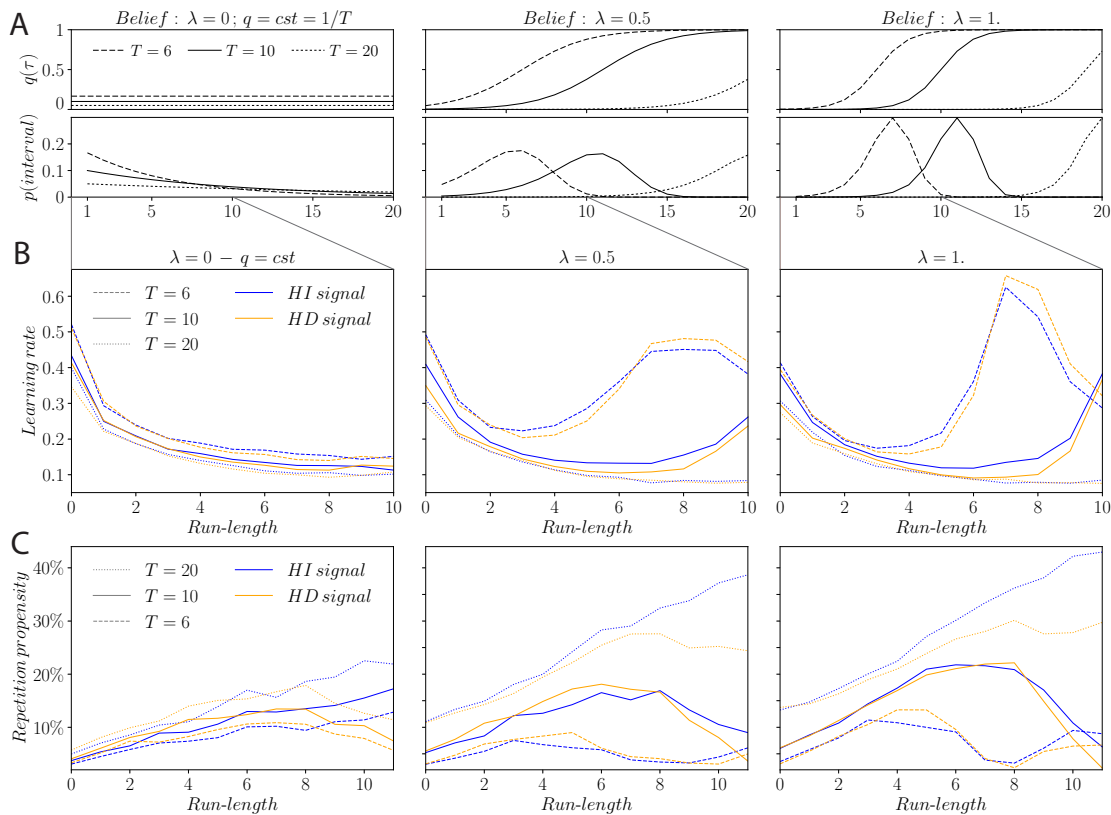 A
Belief : λ = 0 ; q = cst = 1/T
Belief : λ = 0.5
Belief : λ = 1.
q(τ)
1
0.5
0
T = 6
T = 10
T = 20
p(interval)
0.2
0.1
0
1 5 10 15 20
1 5 10 15 20
1 5 10 15 20
B
λ = 0 − q = cst
λ = 0.5
λ = 1.
Learning rate
0.6
0.5
0.4
0.3
0.2
0.1
T = 6
T = 10
T = 20
HI signal
HD signal
0 2 4 6 8 10
0 2 4 6 8 10
0 2 4 6 8 10
Run-length
Run-length
Run-length
C
Repetition propensity
40%
30%
20%
10%
T = 20
T = 10
T = 6
HI signal
HD signal
0 2 4 6 8 10
0 2 4 6 8 10
0 2 4 6 8 10
Run-length
Run-length
Run-length